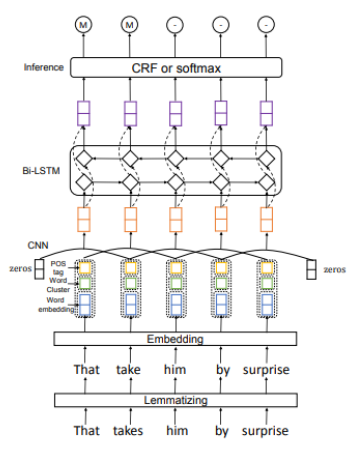 M M - - -
Inference
CRF or softmax
Bi-LSTM
CNN
zeros
POS
tag
Word
Cluster
Word
embedding
zeros
Embedding
That take him by surprise
Lemmatizing
That takes him by surprise